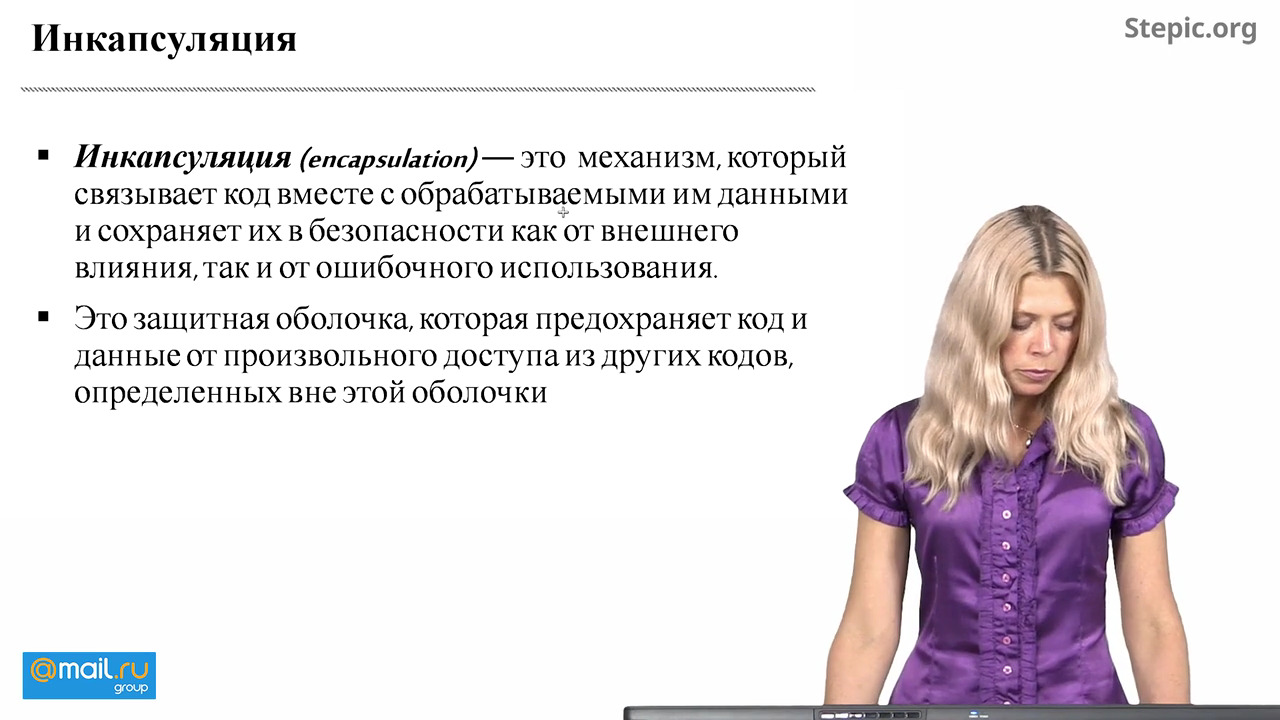 Инкапсуляция
Stepic.org
Инкапсуляция (encapsulation) — это механизм, который
связывает код вместе с обрабатываемыми им данными
и сохраняет их в безопасности как от внешнего
влияния, так и от ошибочного использования.
Это защитная оболочка, которая предохраняет код и
данные от произвольного доступа из других кодов,
определенных вне этой оболочки
@mail.ru
group